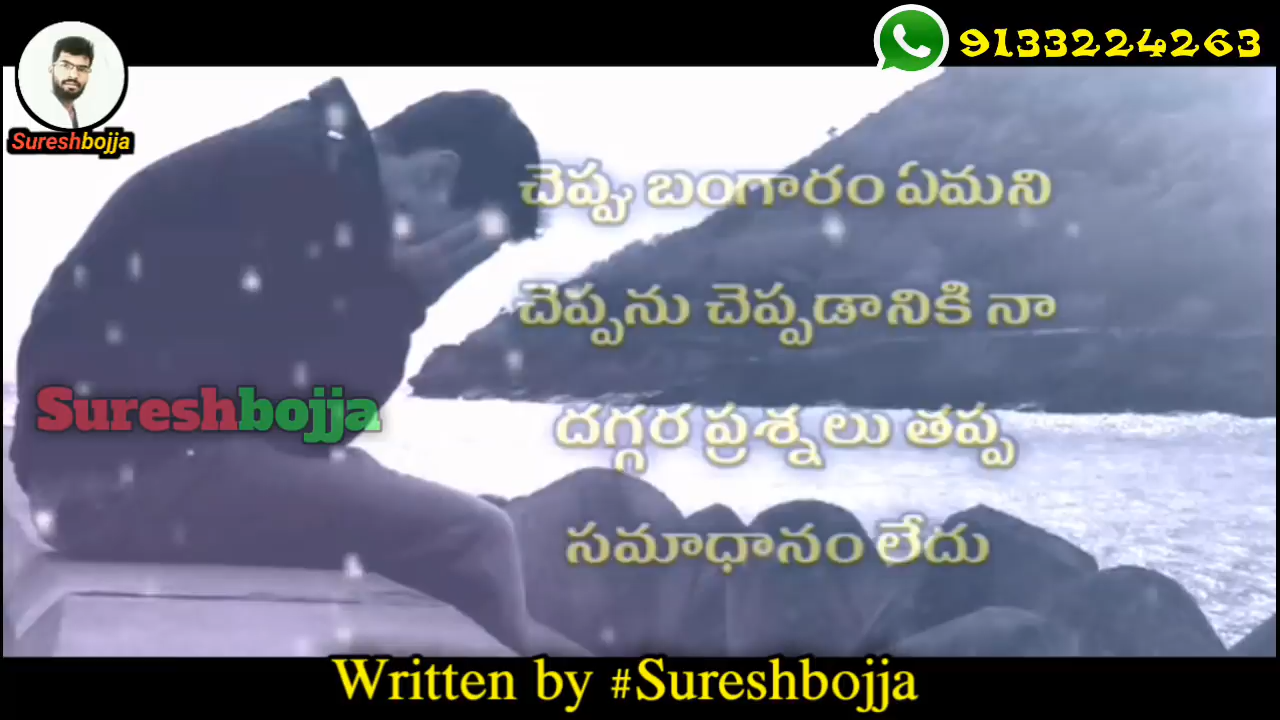 9133224263
Sureshbojja
చెప్పు బంగారం ఏమని
చెప్పను చెప్పడానికి నా
Sureshbojja
దగ్గర ప్రశ్నలు తప్ప
సమాధానం లేదు
Written by #Sureshbojja